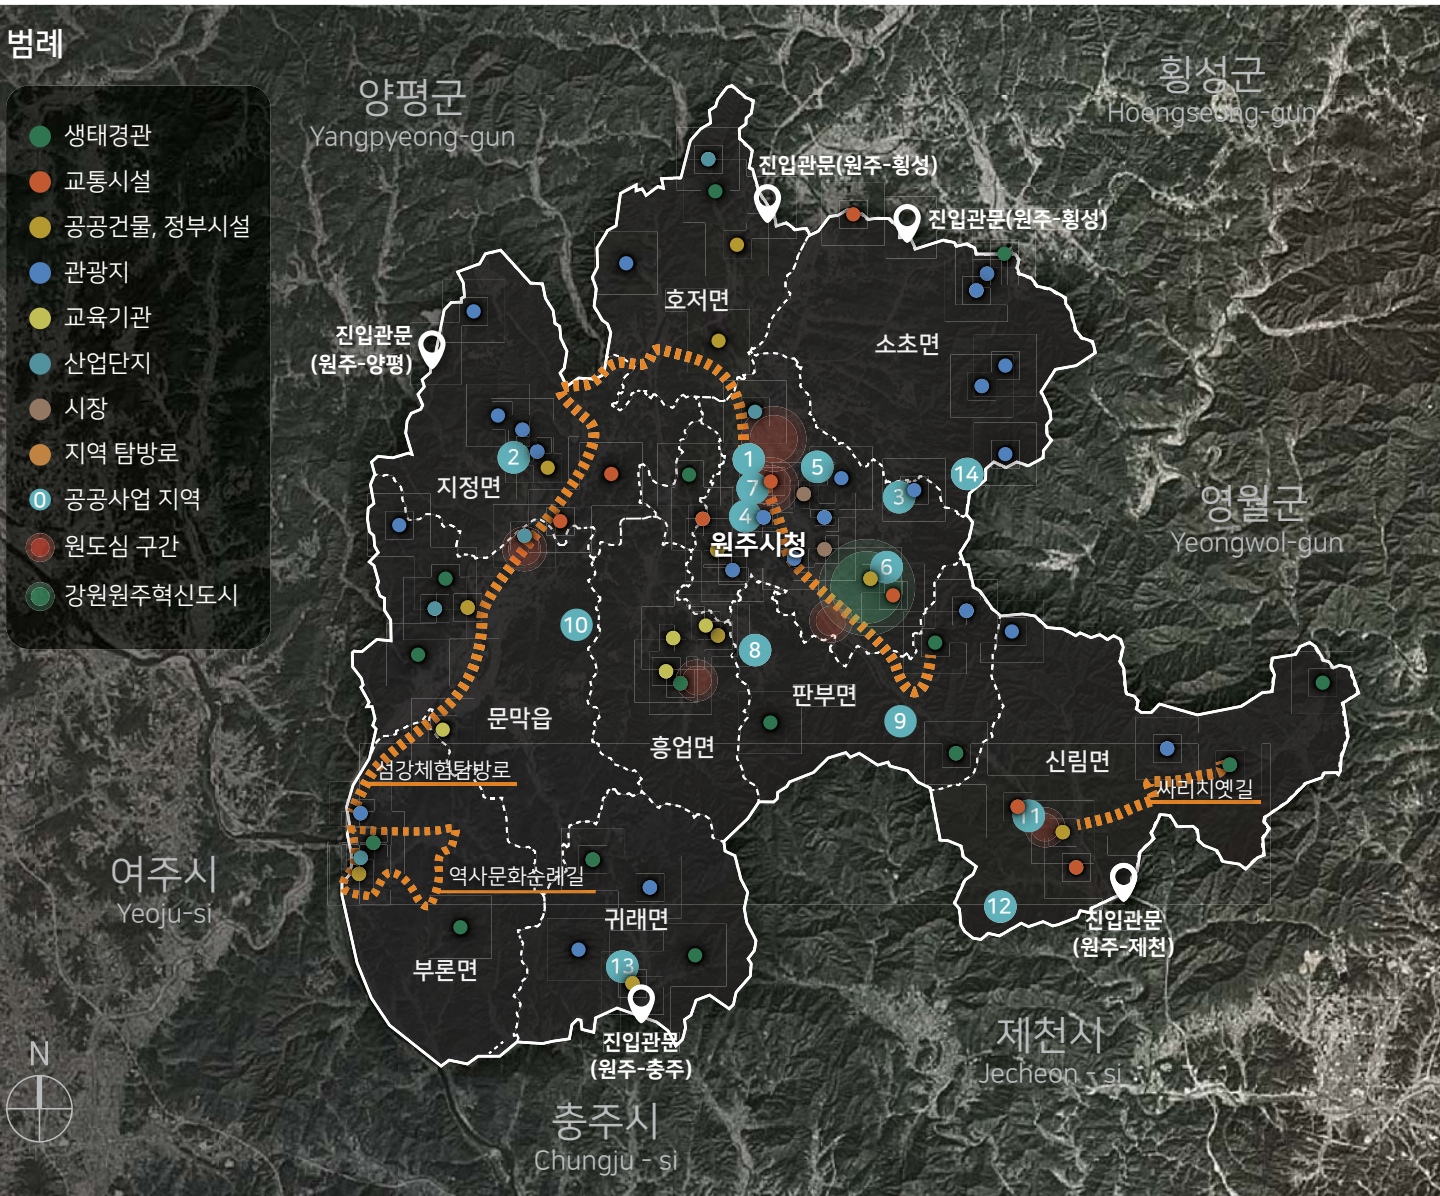 범례
생태경관
교통시설
공공건물, 정부시설
관광지
교육기관
산업단지
시장
지역 탐방로
0 공공사업 지역
원도심 구간
강원원주혁신도시
양평군
Yangpyeong-gun
횡성군
Hoengseong-gun
진입관문(원주-횡성)
진입관문(원주-횡성)
호저면
소초면
진입관문
(원주-양평)
지정면
2
1
5
7
3
14
4
원주시청
영월군
Yeongwol-gun
6
10
8
판부면
9
문막읍
흥업면
신림면
섬강체험탐방로
싸리치옛길
11
여주시
Yeoju-si
역사문화순례길
귀래면
12
진입관문
(원주-제천)
부론면
13
진입관문
(원주-충주)
제천시
Jecheon - si
N
충주시
Chungju - si